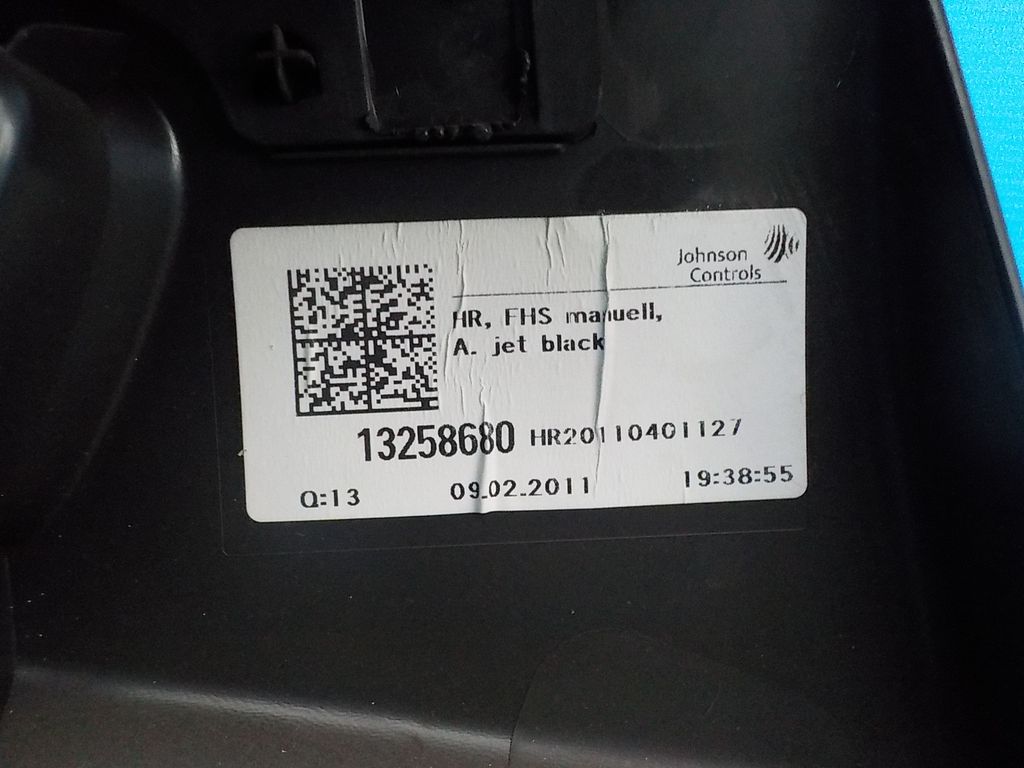 Johnson
Controls
HR, FHS manuell,
A. jet black
13258680 HR20110401127
Q:13 09.02.2011 19:38:55